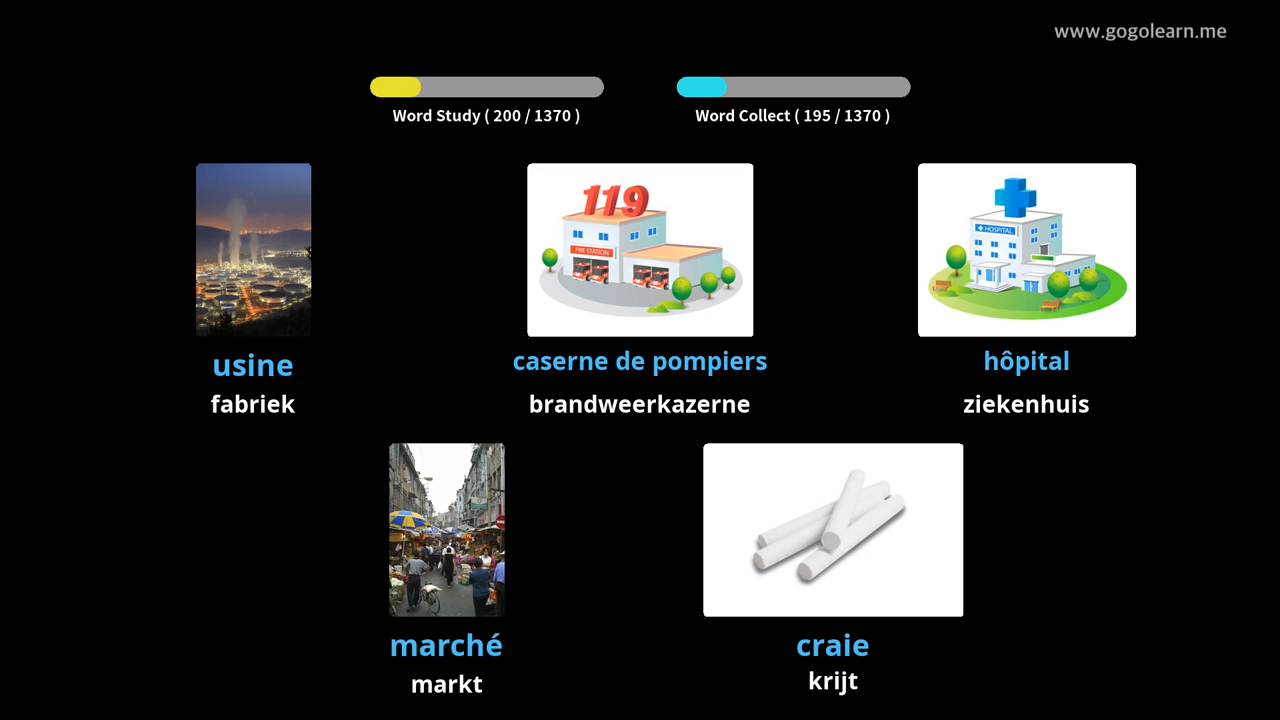 www.gogolearn.me
Word Study ( 200 / 1370 )
Word Collect ( 195 / 1370 )
119
FIRE STATION
HOSPITAL
usine
caserne de pompiers
hôpital
fabriek
brandweerkazerne
ziekenhuis
marché
craie
markt
krijt